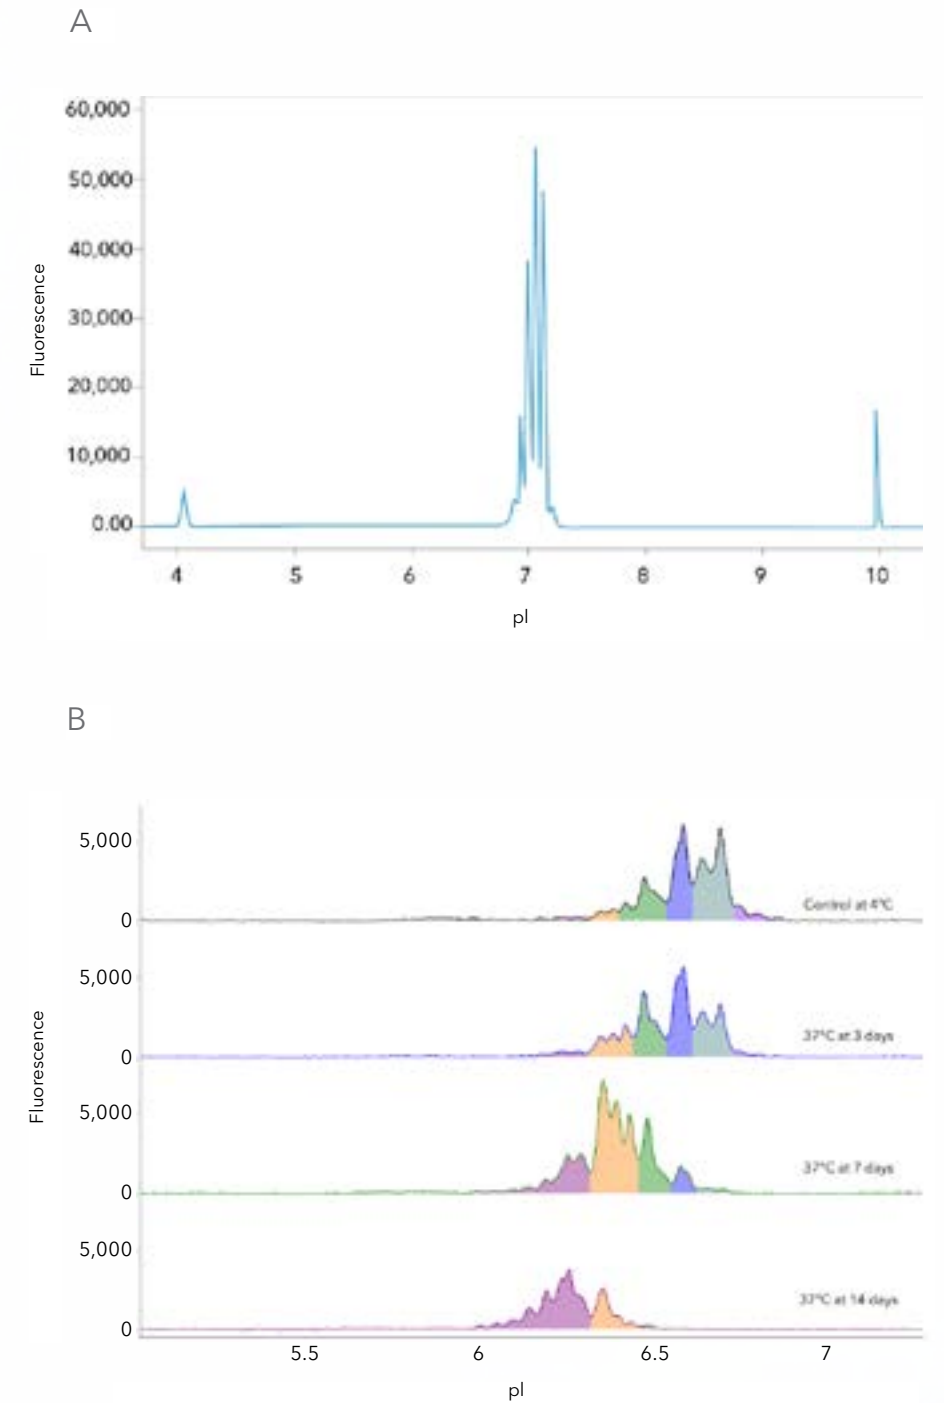 A
60,000
50,000
40,000
30,000
20,000
10,000
0.00
Fluorescence
4 5 6 7 8 9 10
pI
B
5,000
0
Control at 4°C
5,000
0
37°C at 3 days
5,000
0
37°C at 7 days
5,000
0
37°C at 14 days
Fluorescence
5.5 6 6.5 7
pI